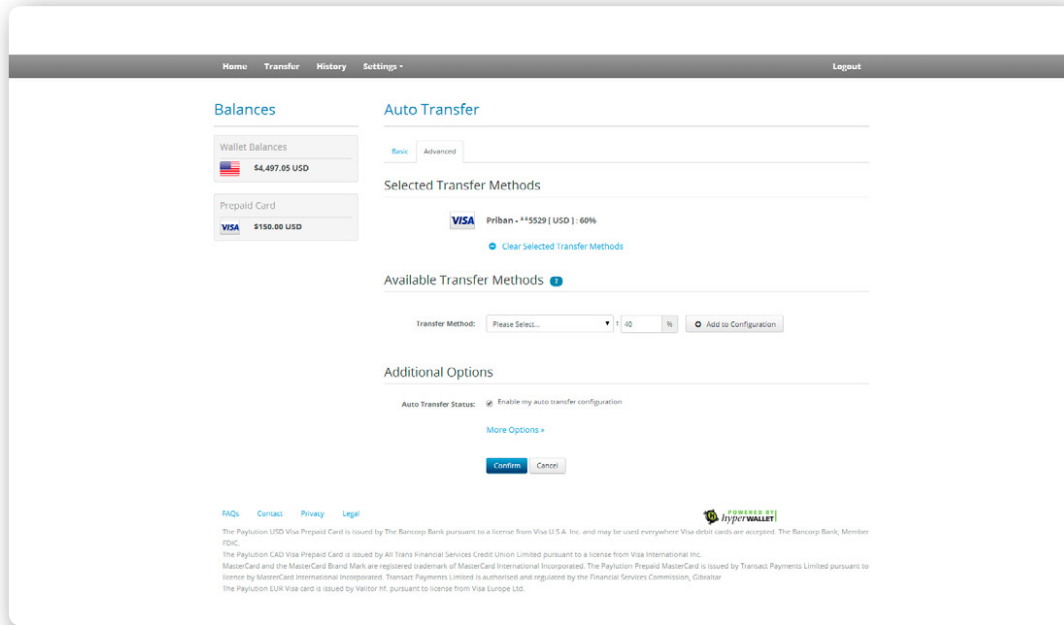 Home Transfer History Settings
Logout
Balances
Wallet Balances
$4,497.05 USD
Prepaid Card
VISA $150.00 USD
Auto Transfer
Basic Advanced
Selected Transfer Methods
VISA Priban - **5529 [ USD ] : 60%
Clear Selected Transfer Methods
Available Transfer Methods ?
Transfer Method: Please Select... : 40 % Add to Configuration
Additional Options
Auto Transfer Status: Enable my auto transfer configuration
More Options »
Confirm Cancel
FAQs Contact Privacy Legal
POWERED BY
hyperWALLET
The Paylution USD Visa Prepaid Card is issued by The Bancorp Bank pursuant to a license from Visa U.S.A. Inc. and may be used everywhere Visa debit cards are accepted. The Bancorp Bank; Member
FDIC.
The Paylution CAD Visa Prepaid Card is issued by All Trans Financial Services Credit Union Limited pursuant to a license from Visa International Inc.
MasterCard and the MasterCard Brand Mark are registered trademark of MasterCard International Incorporated. The Paylution Prepaid MasterCard is issued by Transact Payments Limited pursuant to
licence by MasterCard International Incorporated. Transact Payments Limited is authorised and regulated by the Financial Services Commission, Gibraltar
The Paylution EUR Visa card is issued by Valitor hf. pursuant to license from Visa Europe Ltd.